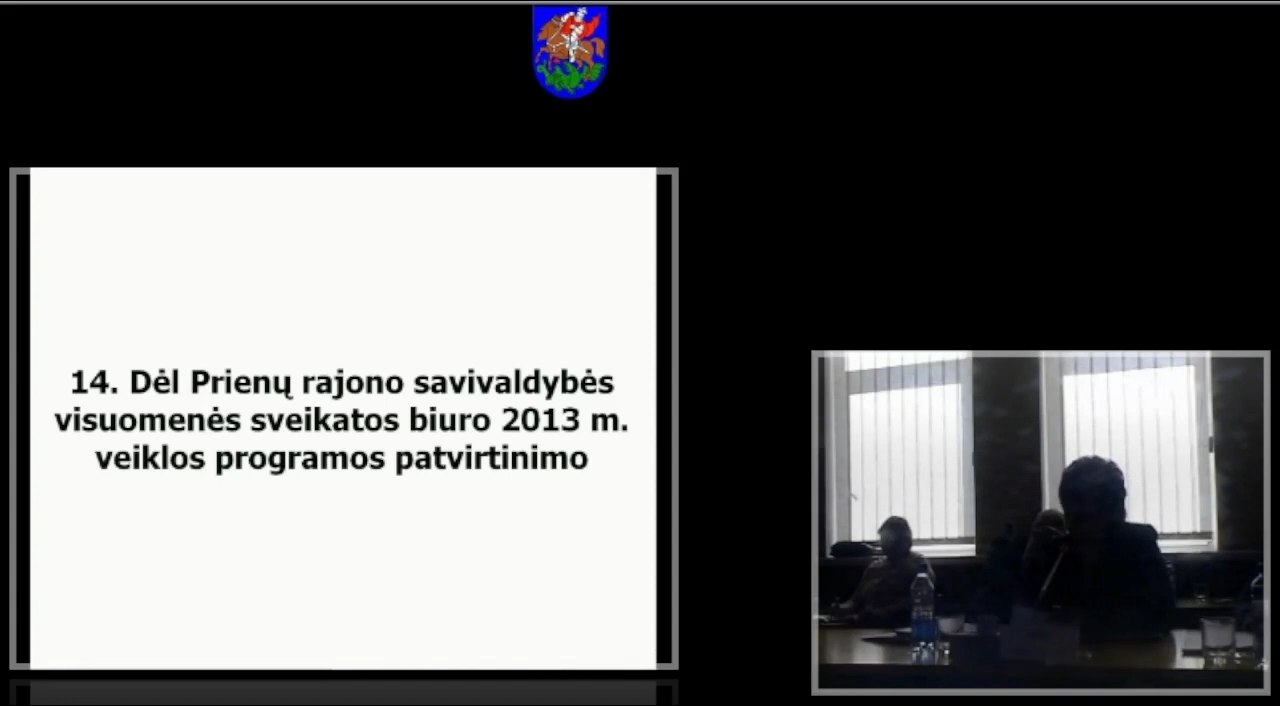 14. Dėl Prienų rajono savivaldybės
visuomenės sveikatos biuro 2013 m.
veiklos programos patvirtinimo